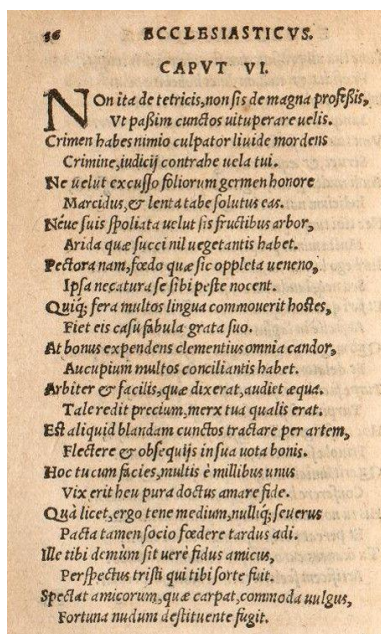 36 ECCLESIASTICVS.
CAPVT VI.
NOn ita de tetricis, non sis de magna professis,
Vt passim cunctos uituperare uelis.
Crimen habes nimio culpator liuide mordens
Crimine, iudicij contrahe uela tui.
Ne uelut excusso foliorum germen honore
Marcidus, & lenta tabe solutus eas.
Néue suis spoliata uelut sis fructibus arbor,
Arida quæ succi nil uegetantis habet.
Pectora nam, fœdo quæ sic oppleta ueneno,
Ipsa necatura se sibi peste nocent.
Quiq; fera multos lingua commouerit hostes,
Fiet eis casu fabula grata suo.
At bonus expendens clementius omnia candor,
Aucupium multos conciliantis habet.
Arbiter & facilis, quæ dixerat, audiet æqua.
Tale redit precium, merx tua qualis erat.
Est aliquid blandam cunctos tractare per artem,
Flectere & obsequijs in sua uota bonis.
Hoc tu cum facies, multis è millibus unus
Vix erit heu pura doctus amare fide.
Quà licet, ergo tene medium, nulliq; seuerus
Pacta tamen socio fœdere tardus adi.
Ille tibi demùm sit uerè fidus amicus,
Perspectus tristi qui tibi sorte fuit.
Spectat amicorum, quæ carpat, commoda uulgus,
Fortuna nudum destituente fugit.